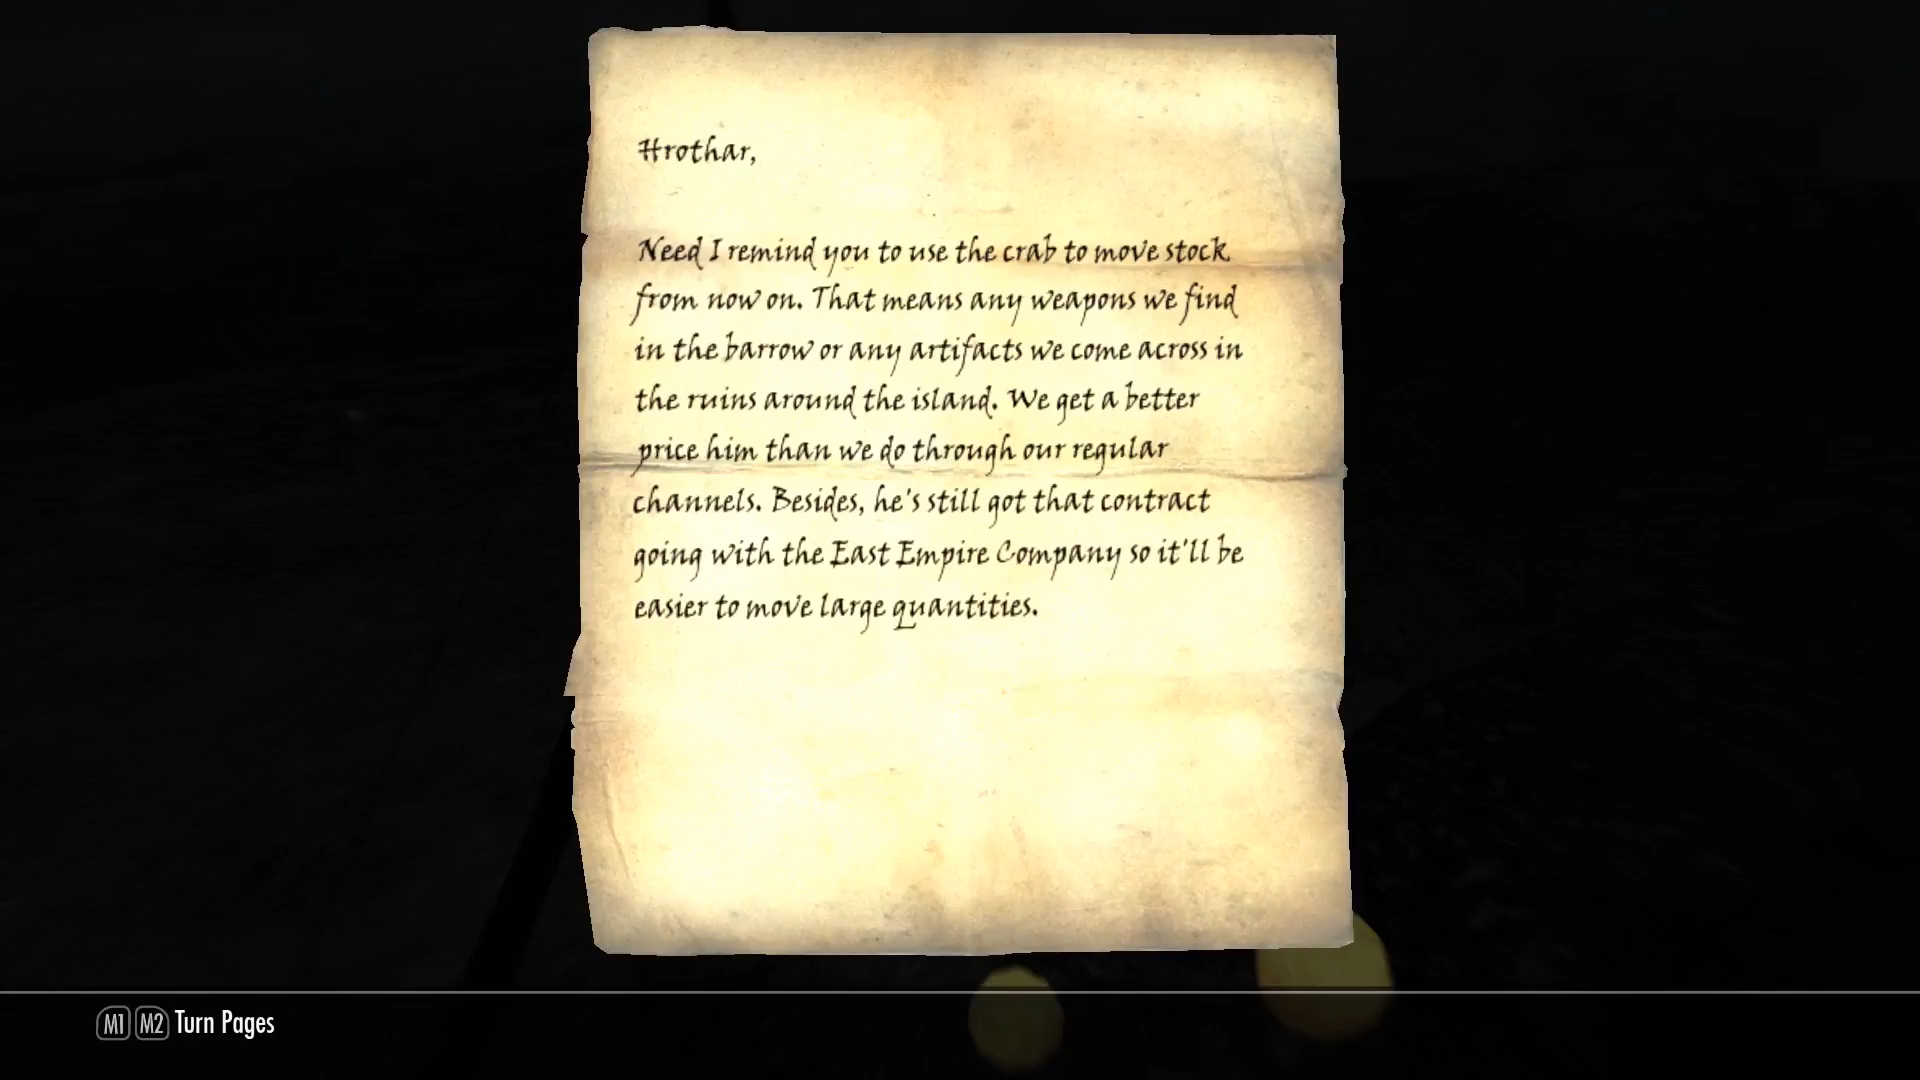 Hrothar,
Need I remind you to use the crab to move stock
from now on. That means any weapons we find
in the barrow or any artifacts we come across in
the ruins around the island. We get a better
price him than we do through our regular
channels. Besides, he's still got that contract
going with the East Empire Company so it'll be
easier to move large quantities.
M1 M2 Turn Pages